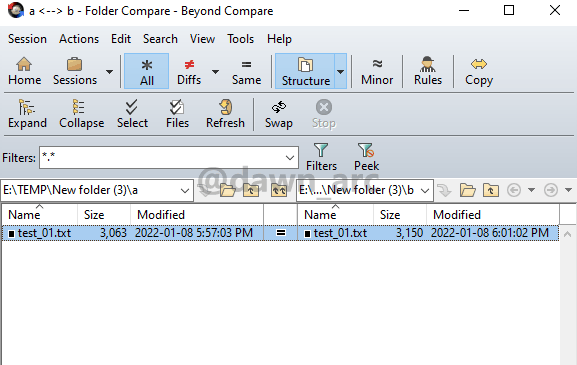 a <--> b - Folder Compare - Beyond Compare
Session Actions Edit Search View Tools Help
Home Sessions * All ≠ Diffs = Same Structure ≈ Minor Rules Copy
Expand Collapse Select Files Refresh Swap Stop
Filters: *.* Filters Peek
@dawn_arc
E:\TEMP\New folder (3)\a E:\...\New folder (3)\b
Name Size Modified Name Size Modified
test_01.txt 3,063 2022-01-08 5:57:03 PM = test_01.txt 3,150 2022-01-08 6:01:02 PM